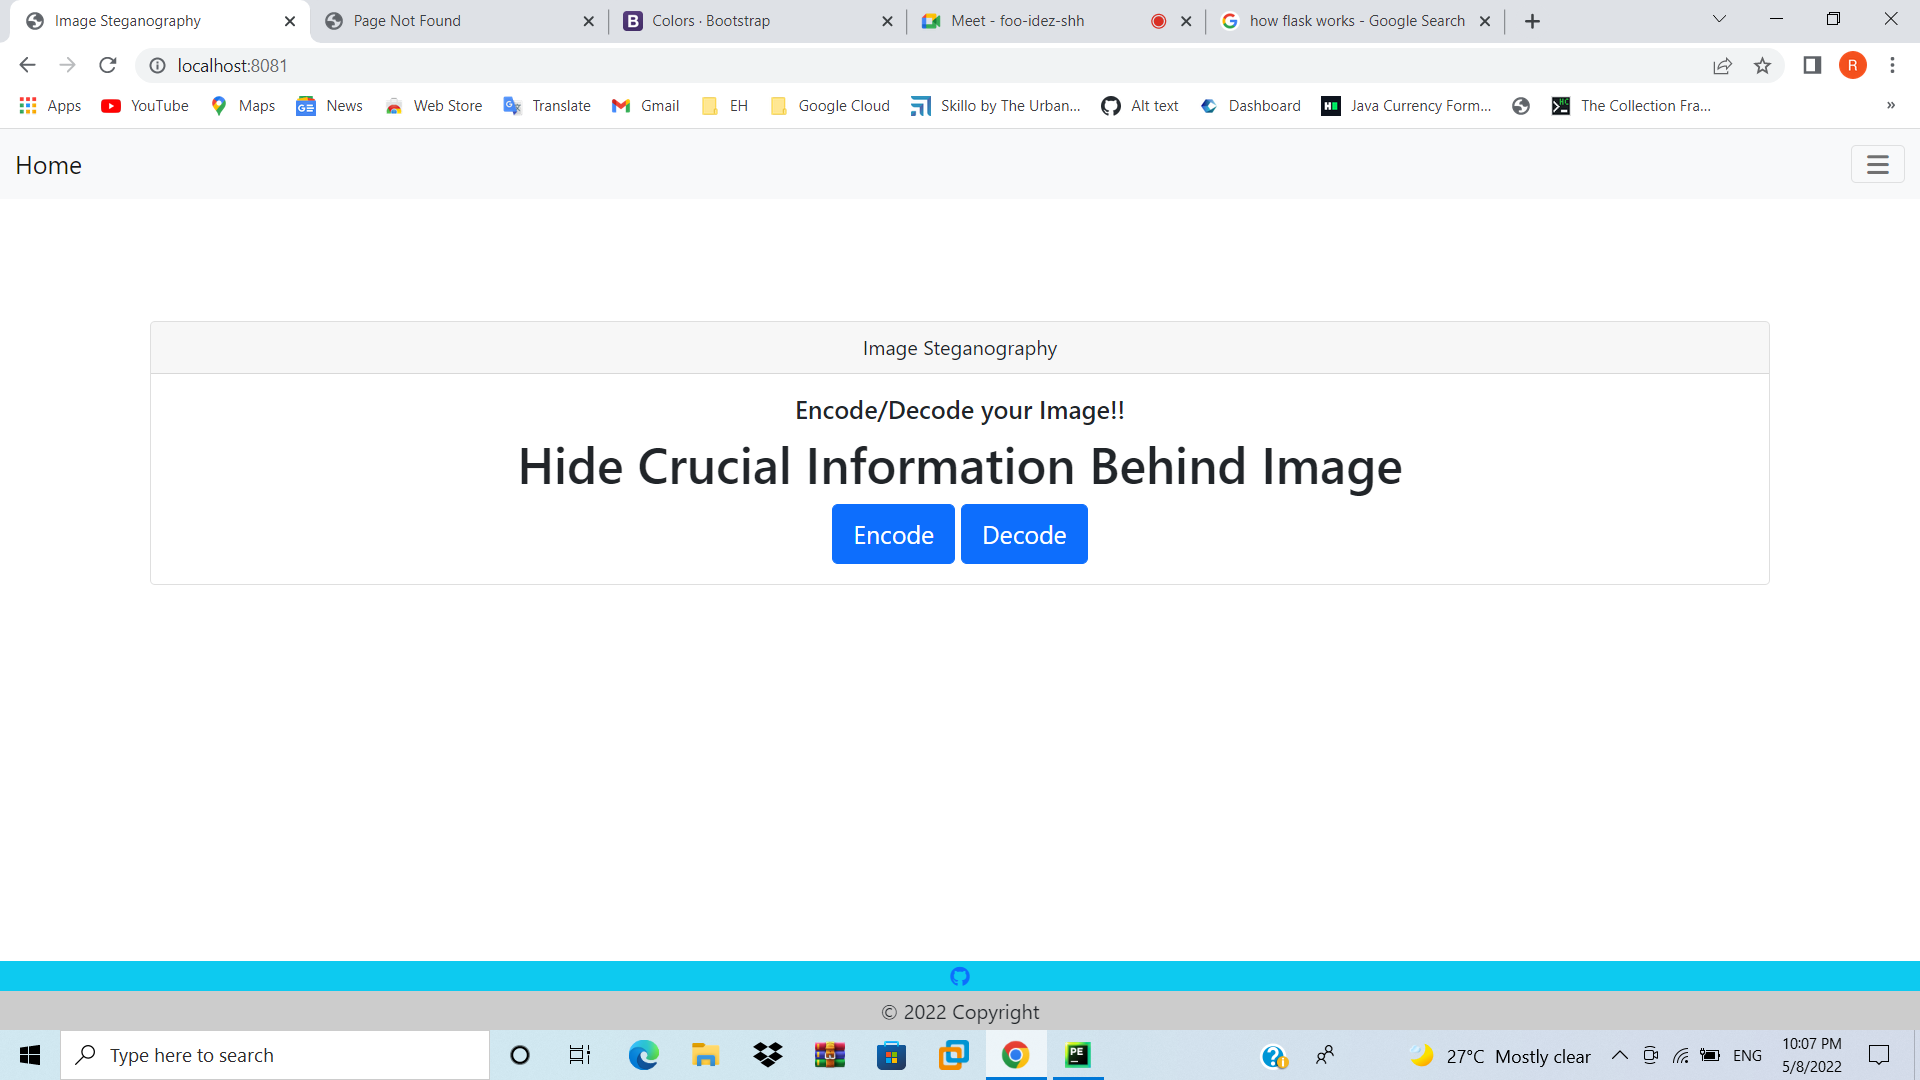 Image Steganography
Page Not Found
Colors · Bootstrap
Meet - foo-idez-shh
how flask works - Google Search
localhost:8081
R
Apps
YouTube
Maps
News
Web Store
Translate
Gmail
EH
Google Cloud
Skillo by The Urban...
Alt text
Dashboard
Java Currency Form...
The Collection Fra...
»
Home
Image Steganography
Encode/Decode your Image!!
Hide Crucial Information Behind Image
Encode Decode
© 2022 Copyright
Type here to search
PE
27°C Mostly clear
ENG
10:07 PM
5/8/2022